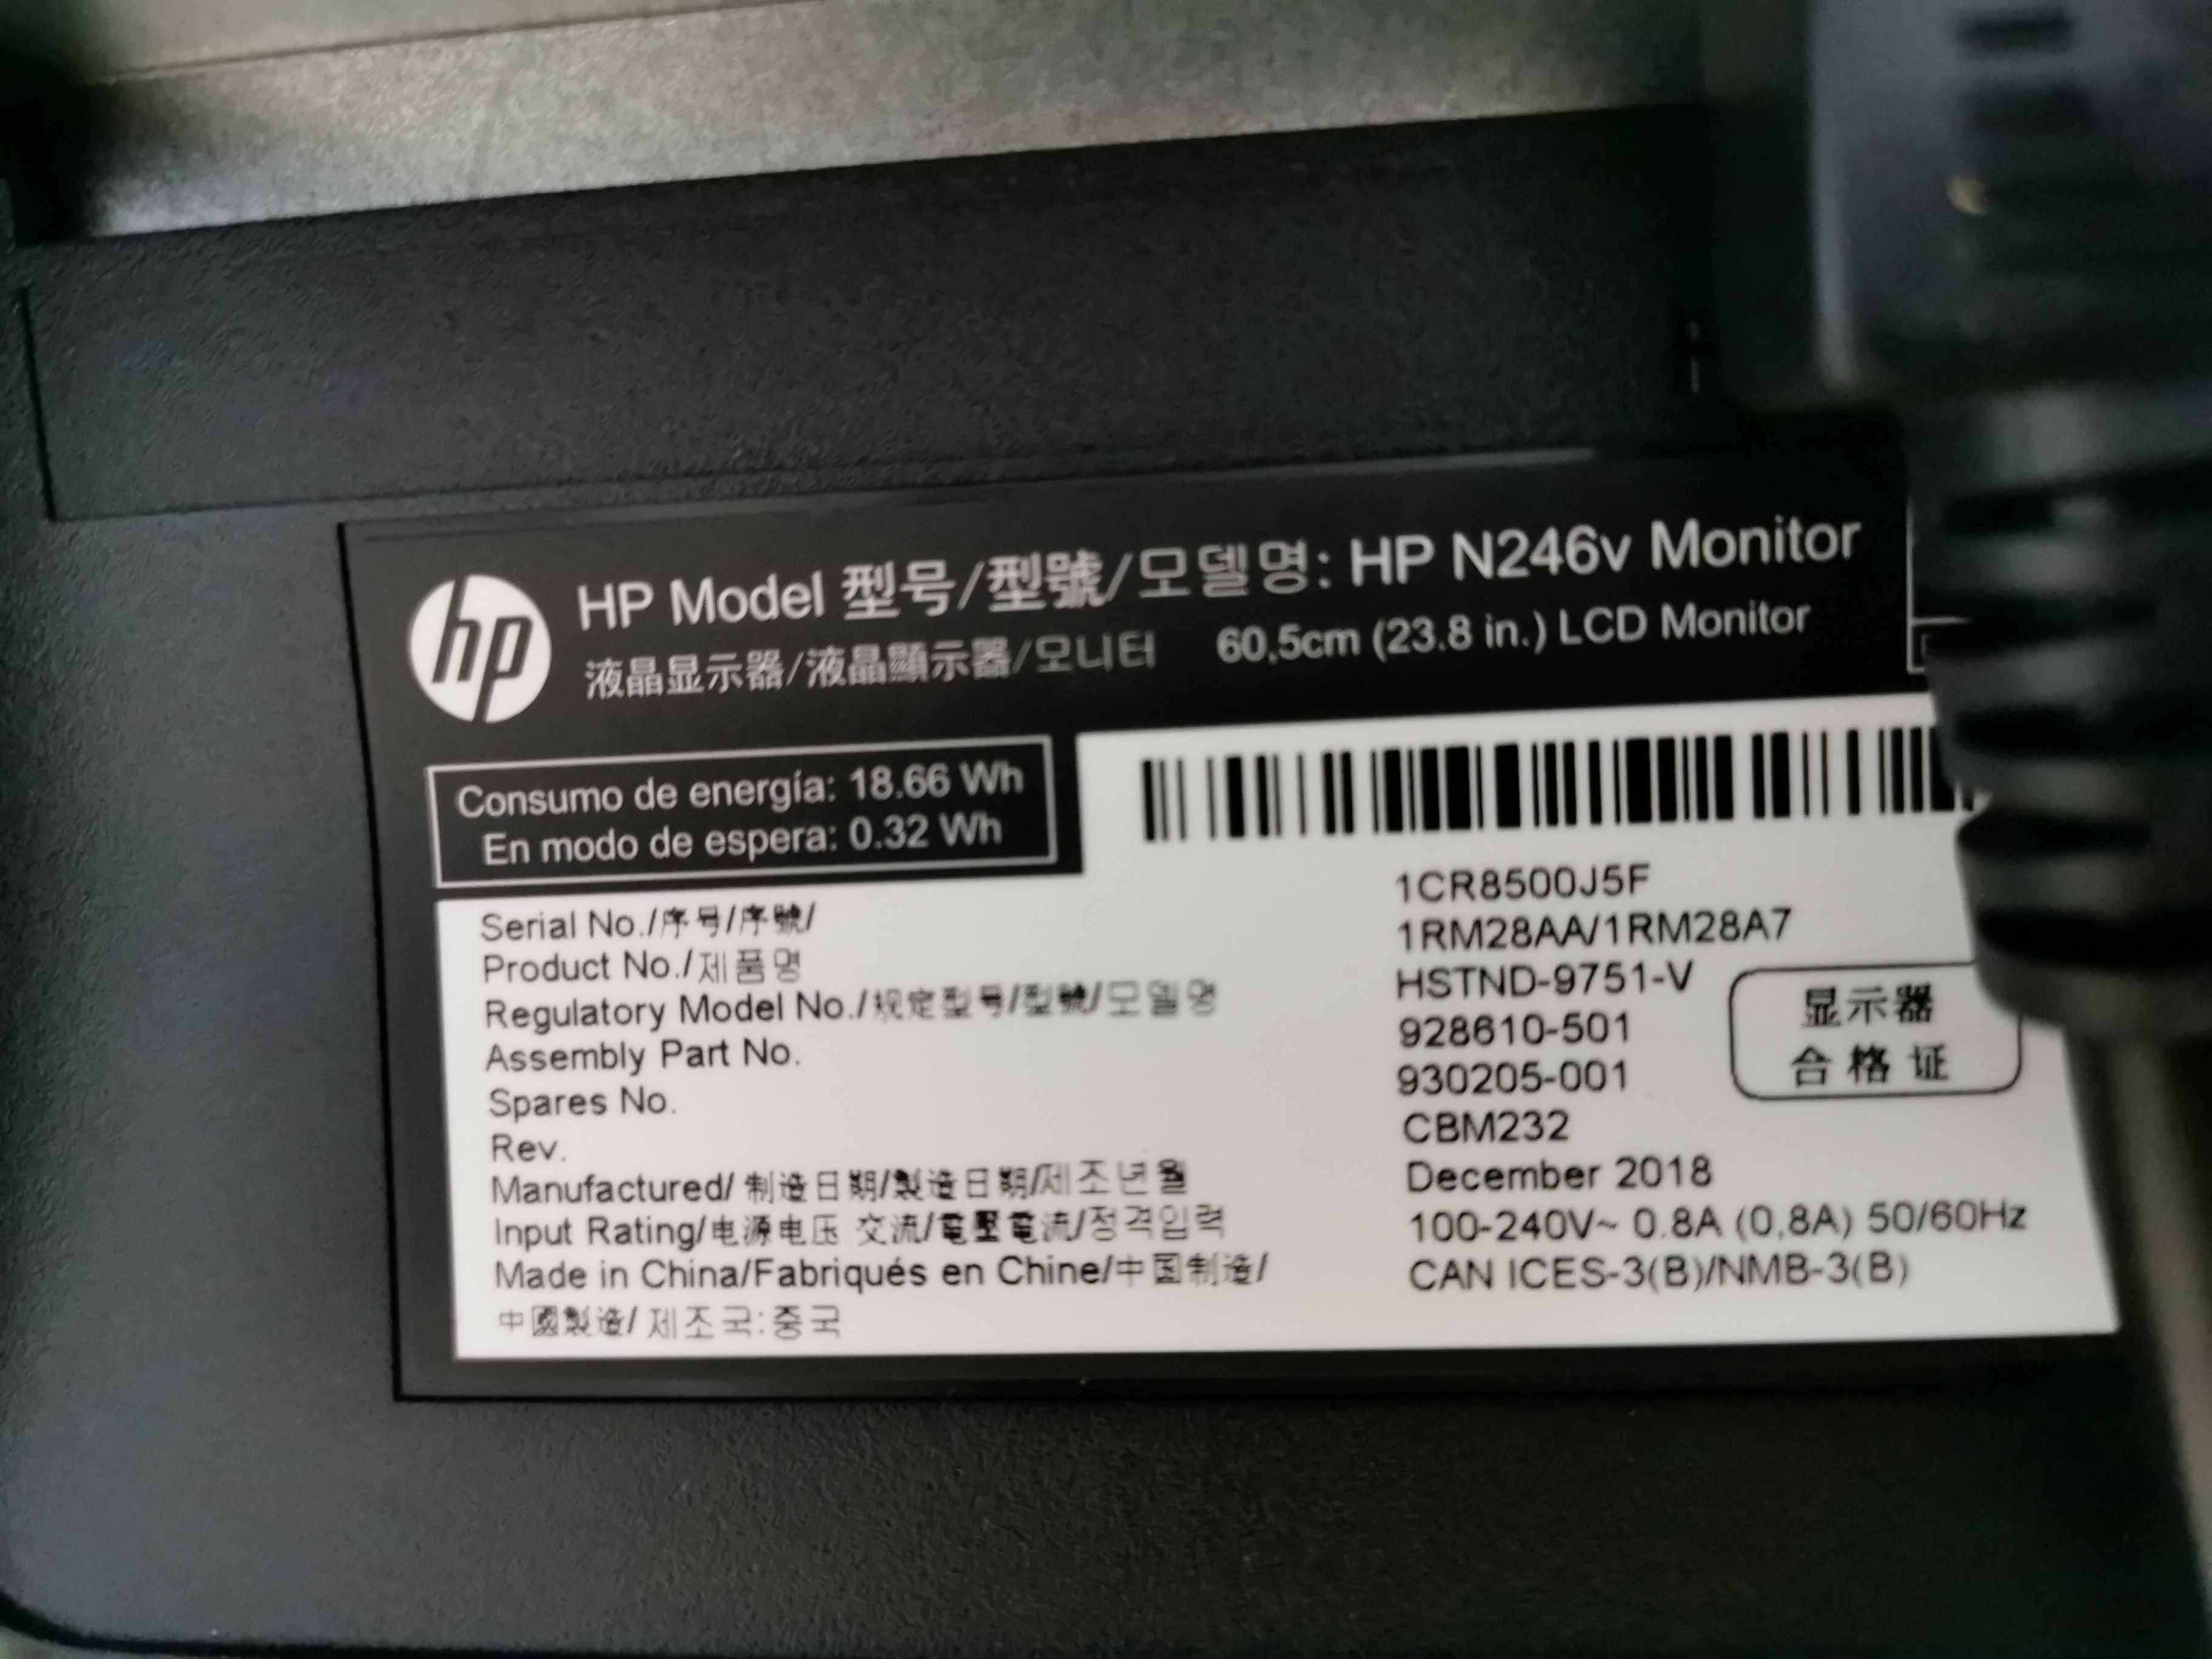 hp
HP Model 型号/型號/모델명: HP N246v Monitor
液晶显示器/液晶顯示器/모니터 60,5cm (23.8 in.) LCD Monitor
Consumo de energía: 18.66 Wh
En modo de espera: 0.32 Wh
Serial No./序号/序號/ 1CR8500J5F
Product No./제품명 1RM28AA/1RM28A7
Regulatory Model No./规定型号/型號/모델명 HSTND-9751-V
Assembly Part No. 928610-501
Spares No. 930205-001
Rev. CBM232
显示器
合格证
Manufactured/ 制造日期/製造日期/제조년월 December 2018
Input Rating/电源电压 交流/電壓電流/정격입력 100-240V~ 0.8A (0,8A) 50/60Hz
Made in China/Fabriqués en Chine/中国制造/ CAN ICES-3(B)/NMB-3(B)
中國製造/ 제조국:중국